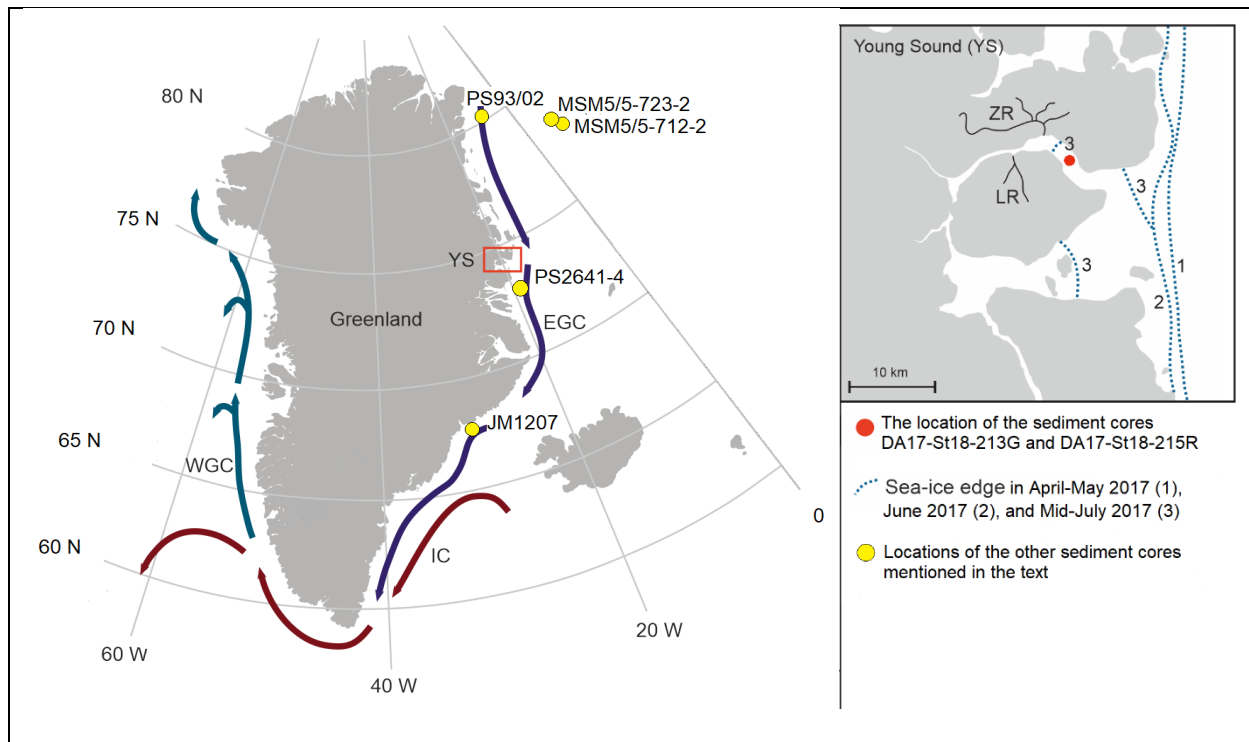 80 N
75 N
70 N
65 N
60 N
60 W
40 W
20 W
0
PS93/02
MSM5/5-723-2
MSM5/5-712-2
YS
PS2641-4
Greenland
EGC
JM1207
WGC
IC
Young Sound (YS)
ZR
3
LR
3
3
1
2
10 km
The location of the sediment cores
DA17-St18-213G and DA17-St18-215R
Sea-ice edge in April-May 2017 (1),
June 2017 (2), and Mid-July 2017 (3)
Locations of the other sediment cores
mentioned in the text